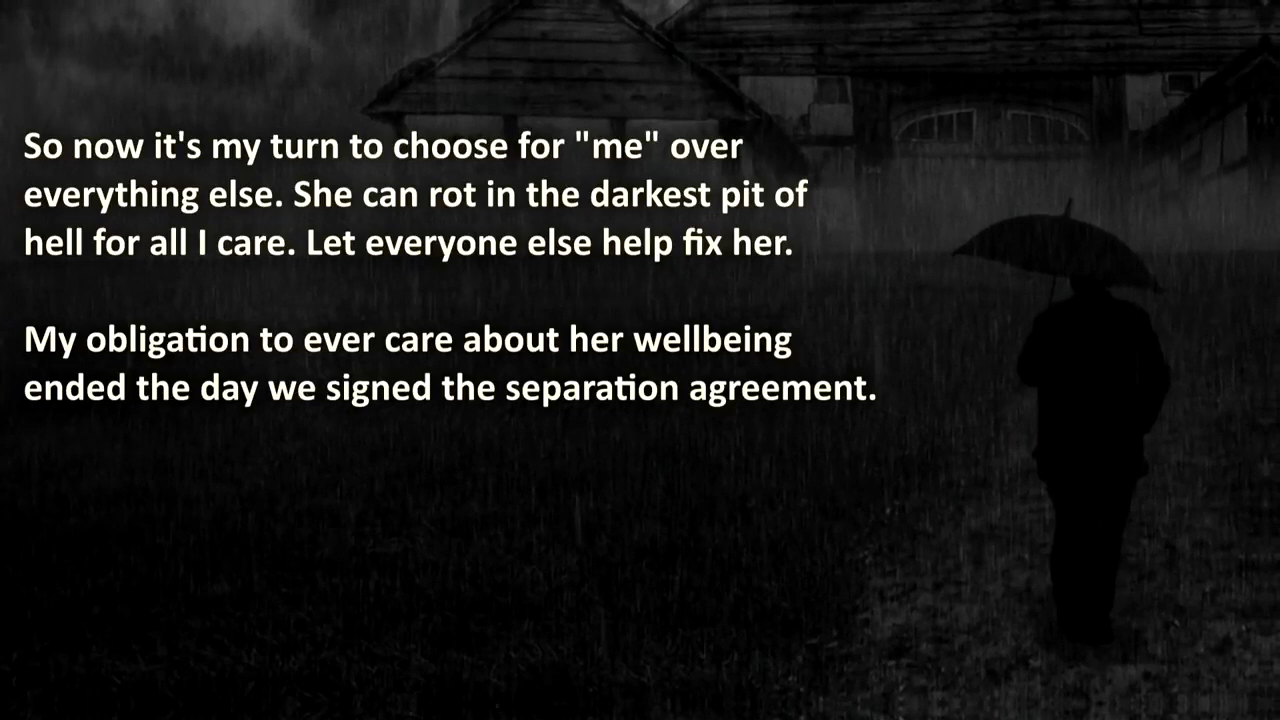 So now it's my turn to choose for "me" over
everything else. She can rot in the darkest pit of
hell for all I care. Let everyone else help fix her.
My obligation to ever care about her wellbeing
ended the day we signed the separation agreement.